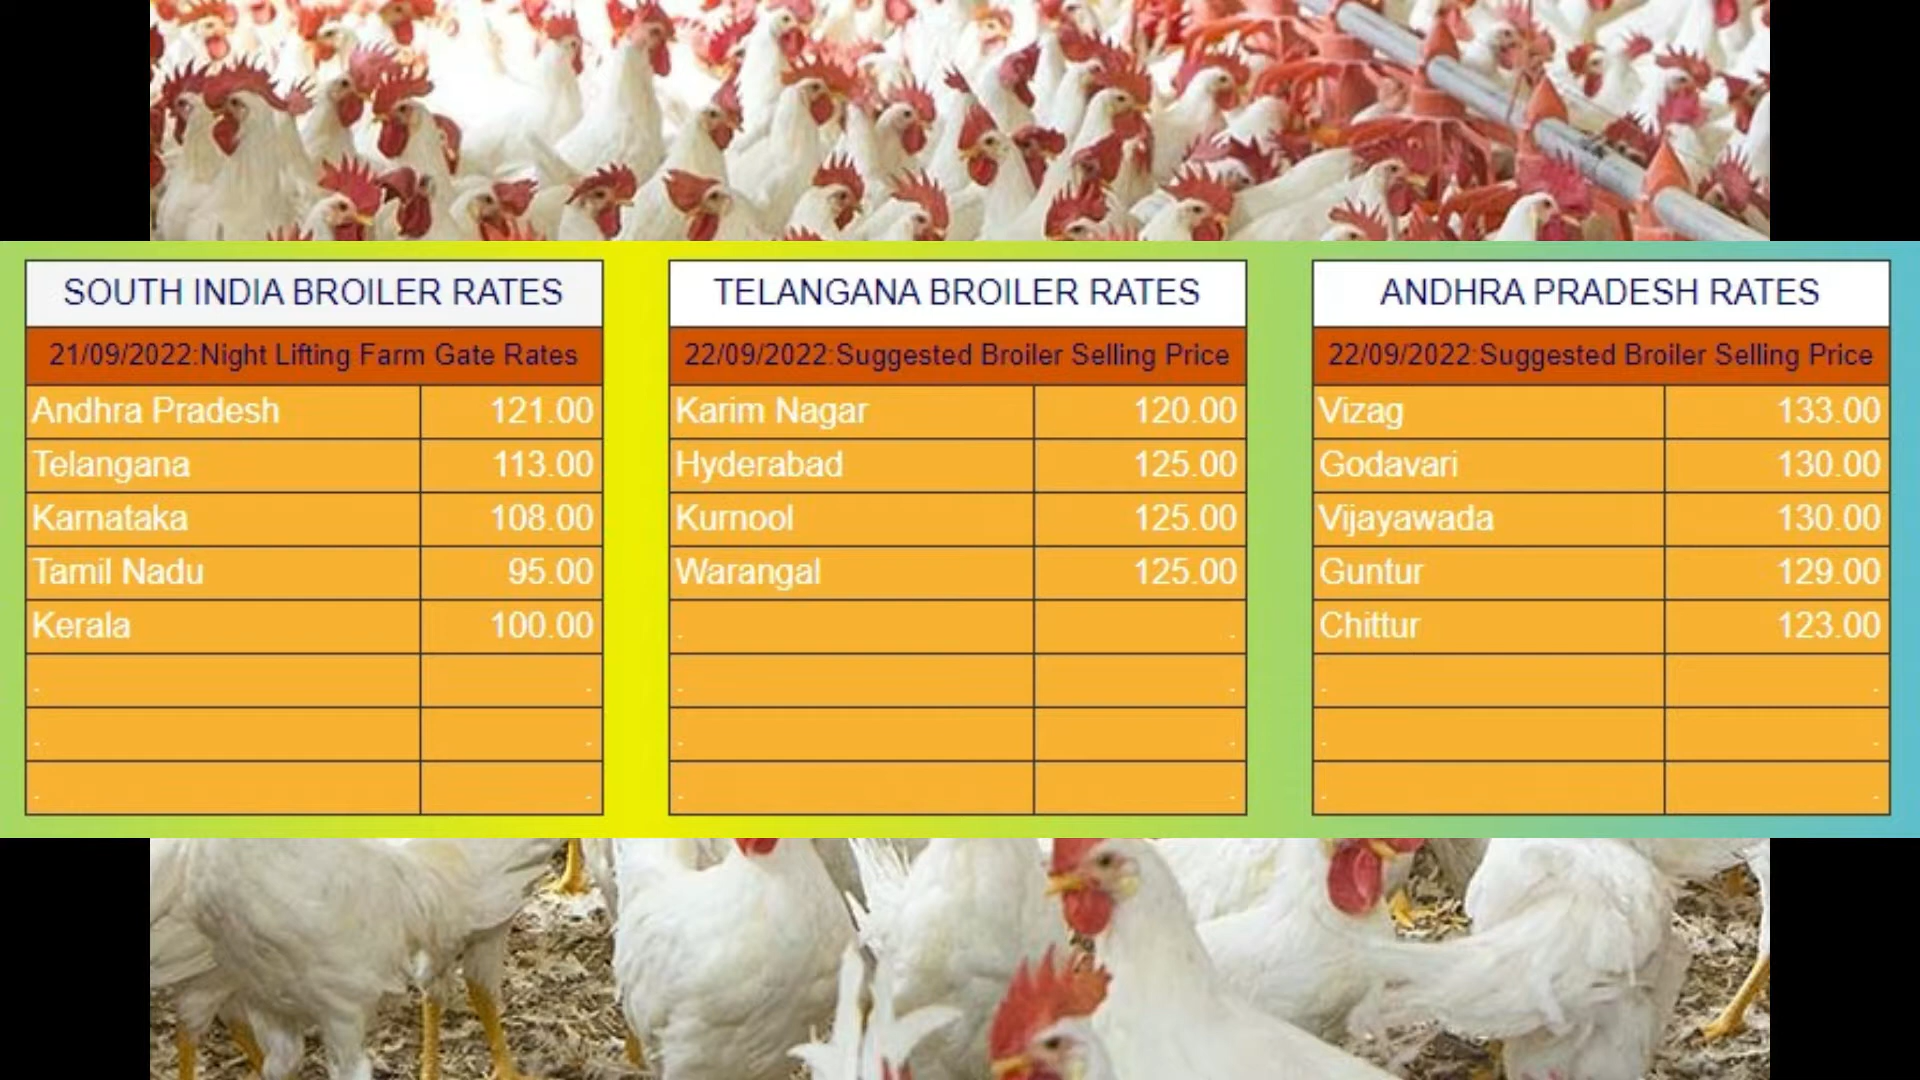 SOUTH INDIA BROILER RATES
21/09/2022:Night Lifting Farm Gate Rates
Andhra Pradesh 121.00
Telangana 113.00
Karnataka 108.00
Tamil Nadu 95.00
Kerala 100.00
. .
. .
. .
TELANGANA BROILER RATES
22/09/2022:Suggested Broiler Selling Price
Karim Nagar 120.00
Hyderabad 125.00
Kurnool 125.00
Warangal 125.00
. .
. .
. .
. .
ANDHRA PRADESH RATES
22/09/2022:Suggested Broiler Selling Price
Vizag 133.00
Godavari 130.00
Vijayawada 130.00
Guntur 129.00
Chittur 123.00
. .
. .
. .